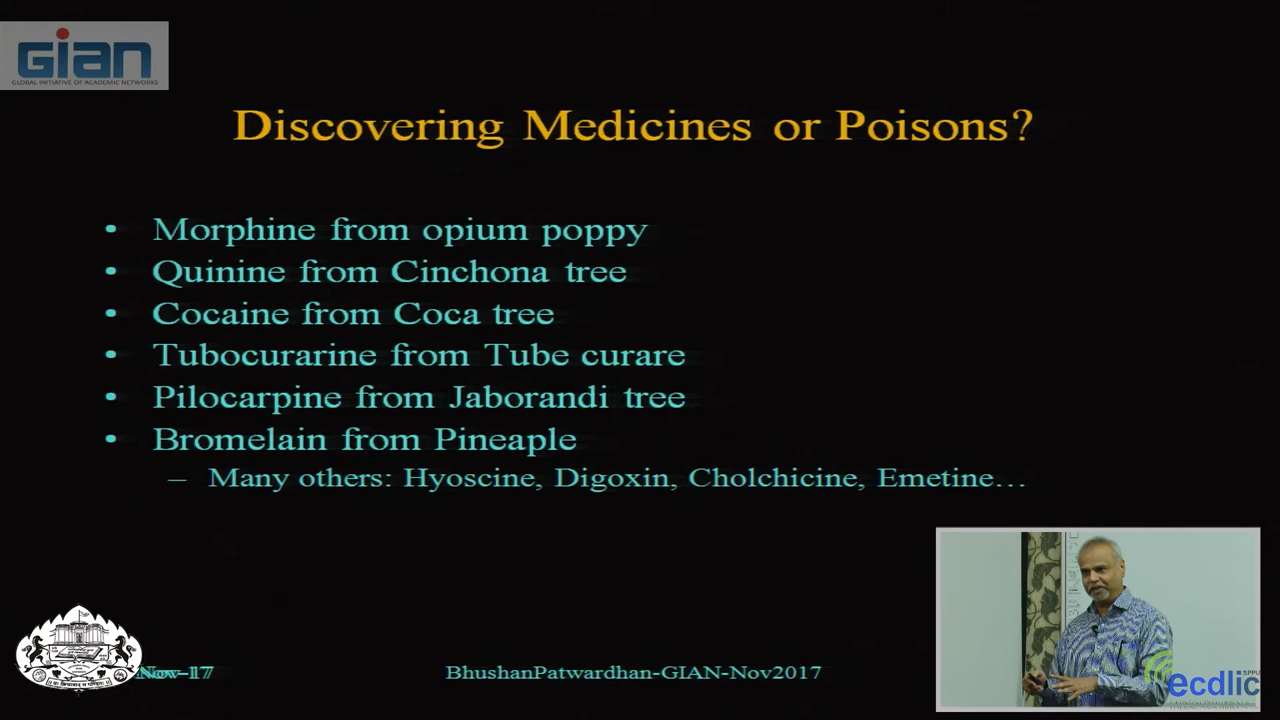 GIAN
GLOBAL INITIATIVE OF ACADEMIC NETWORKS
Discovering Medicines or Poisons?
• Morphine from opium poppy
• Quinine from Cinchona tree
• Cocaine from Coca tree
• Tubocurarine from Tube curare
• Pilocarpine from Jaborandi tree
• Bromelain from Pineaple
– Many others: Hyoscine, Digoxin, Cholchicine, Emetine…
Nov-17
BhushanPatwardhan-GIAN-Nov2017
SPPU
ecdlic